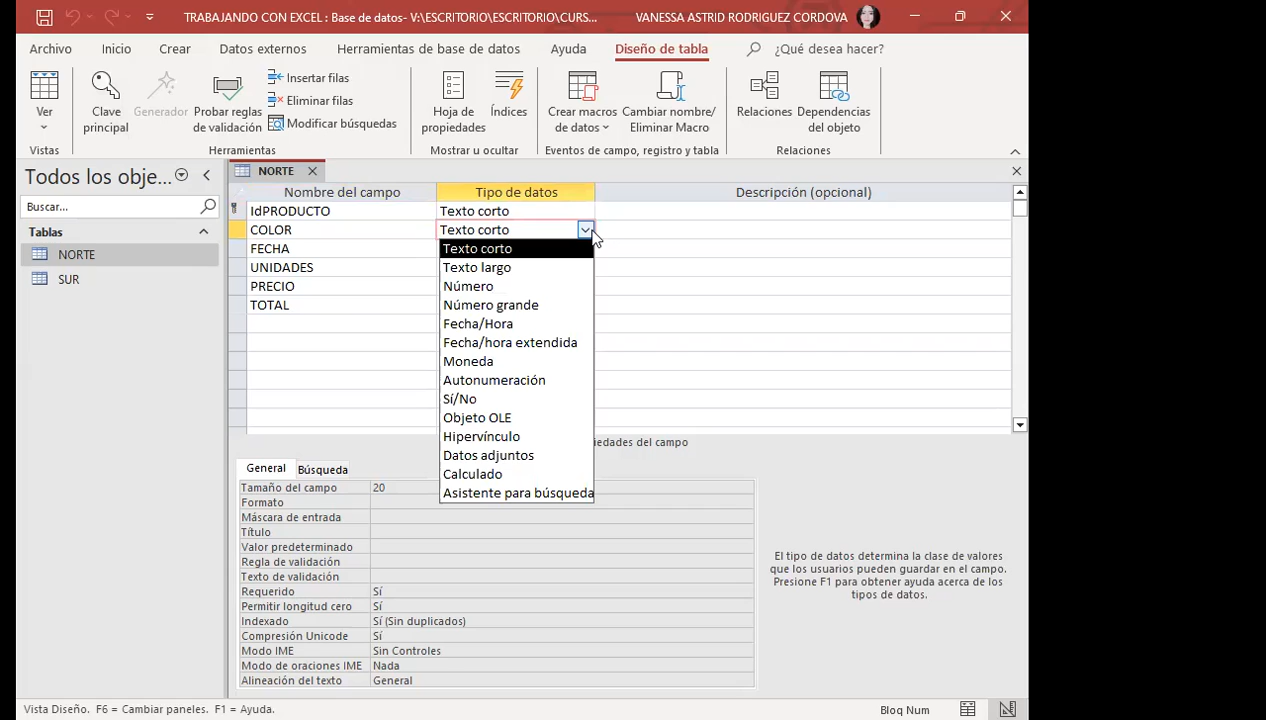 TRABAJANDO CON EXCEL : Base de datos- V:\ESCRITORIO\ESCRITORIO\CURS...
VANESSA ASTRID RODRIGUEZ CORDOVA
Archivo
Inicio
Crear
Datos externos
Herramientas de base de datos
Ayuda
Diseño de tabla
¿Qué desea hacer?
Ver
Clave principal
Generador
Probar reglas de validación
Insertar filas
Eliminar filas
Modificar búsquedas
Hoja de propiedades
Índices
Crear macros de datos
Cambiar nombre/ Eliminar Macro
Relaciones
Dependencias del objeto
Vistas
Herramientas
Mostrar u ocultar
Eventos de campo, registro y tabla
Relaciones
Todos los obje...
Buscar...
Tablas
NORTE
SUR
NORTE
Nombre del campo
Tipo de datos
Descripción (opcional)
IdPRODUCTO
Texto corto
COLOR
Texto corto
FECHA
UNIDADES
PRECIO
TOTAL
Texto corto
Texto largo
Número
Número grande
Fecha/Hora
Fecha/hora extendida
Moneda
Autonumeración
Sí/No
Objeto OLE
Hipervínculo
Datos adjuntos
Calculado
Asistente para búsqueda
iedades del campo
General
Búsqueda
Tamaño del campo 20
Formato
Máscara de entrada
Título
Valor predeterminado
Regla de validación
Texto de validación
Requerido Sí
Permitir longitud cero Sí
Indexado Sí (Sin duplicados)
Compresión Unicode Sí
Modo IME Sin Controles
Modo de oraciones IME Nada
Alineación del texto General
El tipo de datos determina la clase de valores
que los usuarios pueden guardar en el campo.
Presione F1 para obtener ayuda acerca de los
tipos de datos.
Vista Diseño. F6 = Cambiar paneles. F1 = Ayuda.
Bloq Num